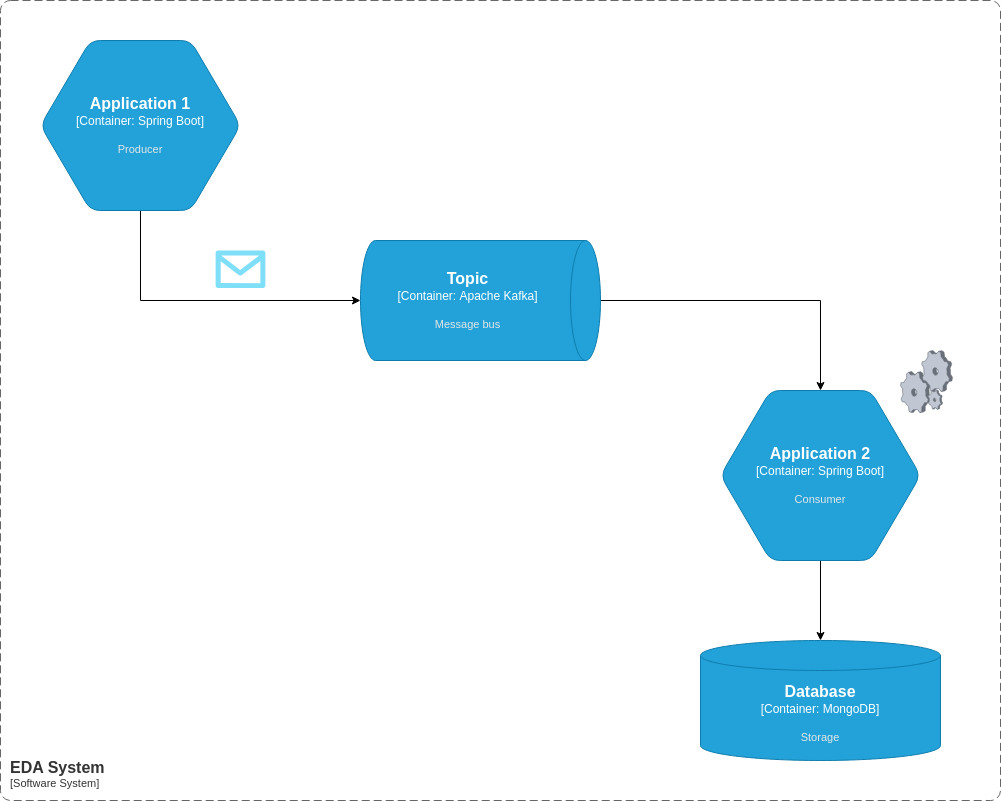 Application 1
[Container: Spring Boot]
Producer
Topic
[Container: Apache Kafka]
Message bus
Application 2
[Container: Spring Boot]
Consumer
Database
[Container: MongoDB]
Storage
EDA System
[Software System]